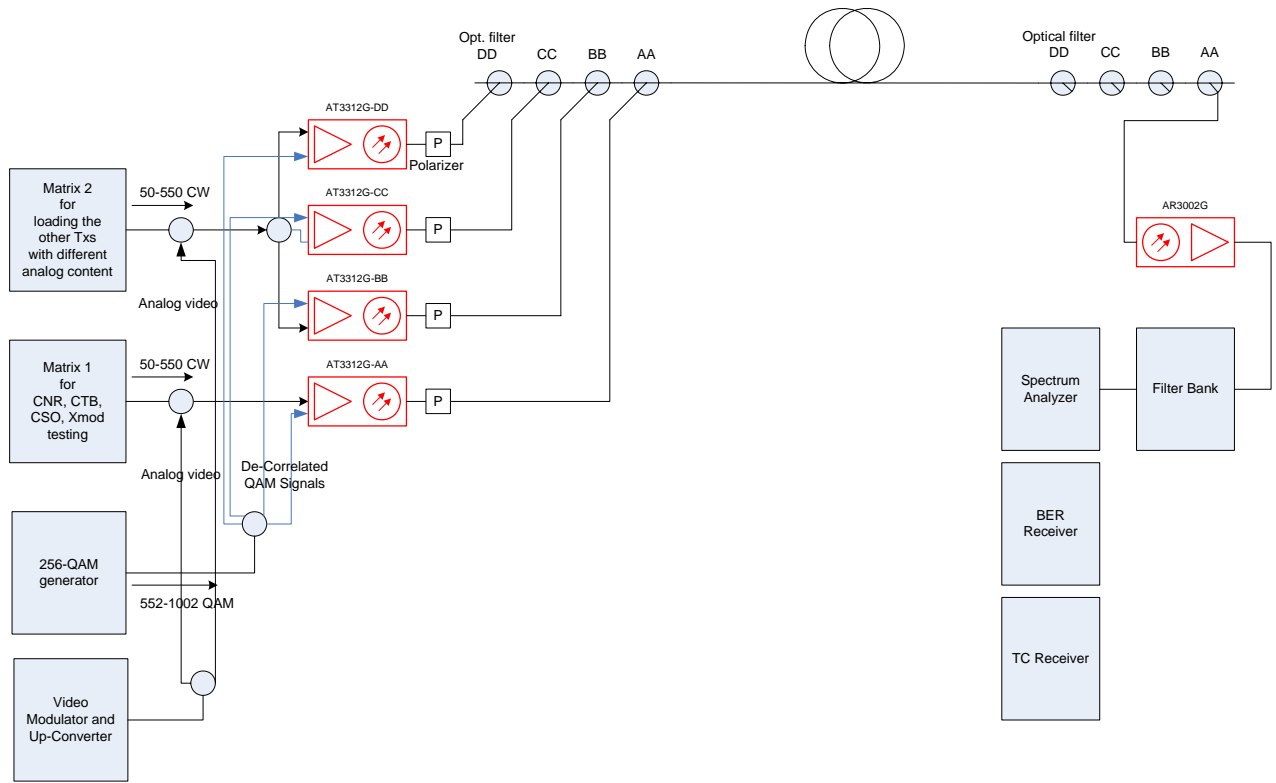 Opt. filter
DD
CC
BB
AA
Optical filter
DD
CC
BB
AA
AT3312G-DD
P
Polarizer
Matrix 2
for
loading the
other Txs
with different
analog content
50-550 CW
Analog video
AT3312G-CC
P
AT3312G-BB
P
AR3002G
Matrix 1
for
CNR, CTB,
CSO, Xmod
testing
50-550 CW
Analog video
AT3312G-AA
P
Spectrum
Analyzer
Filter Bank
De-Correlated
QAM Signals
256-QAM
generator
552-1002 QAM
BER
Receiver
TC Receiver
Video
Modulator and
Up-Converter